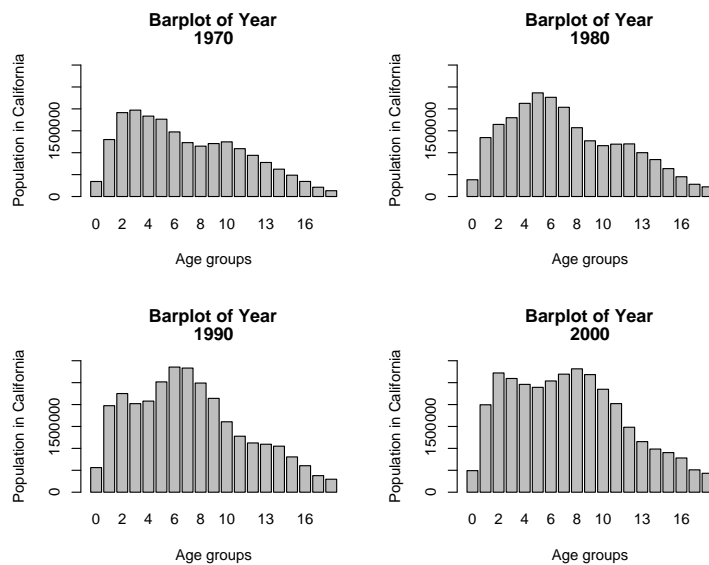 Barplot of Year
1970
Population in California
0 1500000
0 2 4 6 8 10 13 16
Age groups
Barplot of Year
1980
Population in California
0 1500000
0 2 4 6 8 10 13 16
Age groups
Barplot of Year
1990
Population in California
0 1500000
0 2 4 6 8 10 13 16
Age groups
Barplot of Year
2000
Population in California
0 1500000
0 2 4 6 8 10 13 16
Age groups